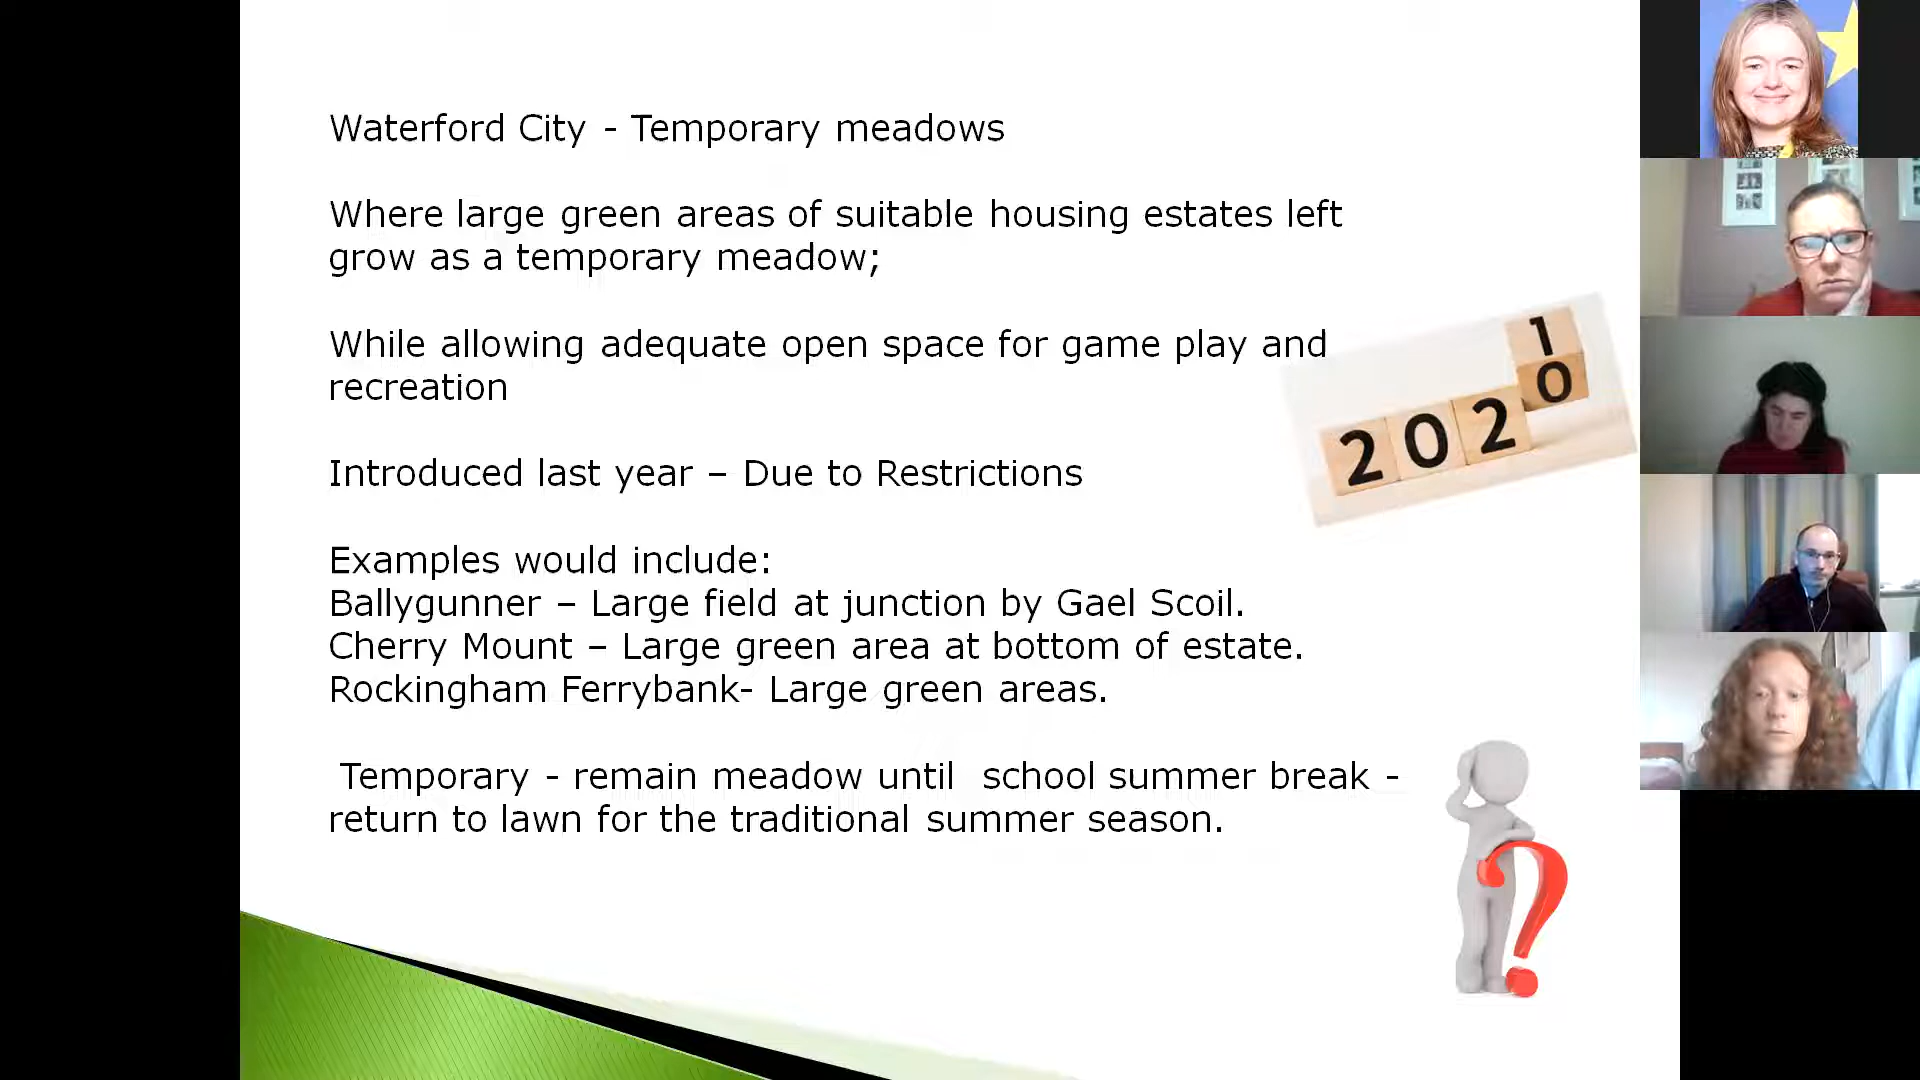 Waterford City - Temporary meadows
Where large green areas of suitable housing estates left
grow as a temporary meadow;
While allowing adequate open space for game play and
recreation
1
2020
Introduced last year – Due to Restrictions
Examples would include:
Ballygunner – Large field at junction by Gael Scoil.
Cherry Mount – Large green area at bottom of estate.
Rockingham Ferrybank- Large green areas.
Temporary - remain meadow until  school summer break -
return to lawn for the traditional summer season.
?